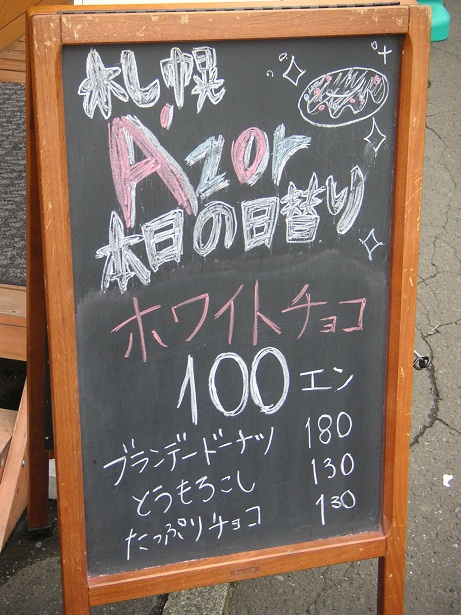 札幌
Azor
本日の日替り
ホワイトチョコ
100エン
ブランデードーナツ 180
とうもろこし 130
たっぷりチョコ 130